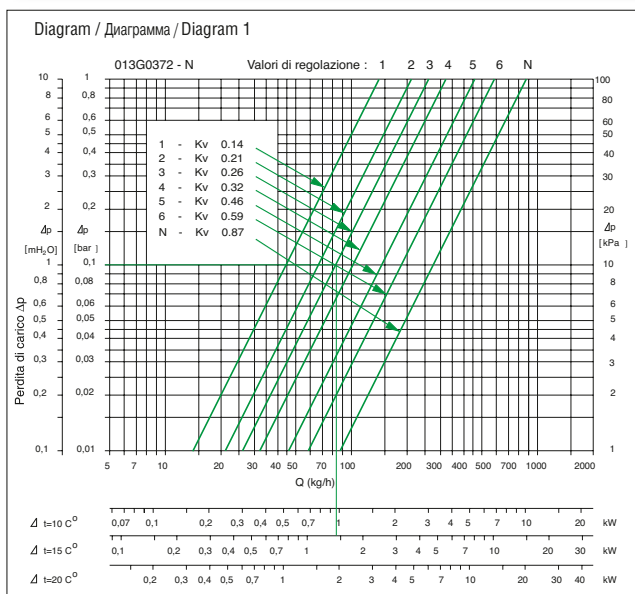 Diagram / Диаграмма / Diagram 1
013G0372 - N Valori di regolazione : 1 2 3 4 5 6 N
10 1 100
8 0,8 80
6 0,6 60
5 0,5 50
4 0,4 40
3 0,3 30
2 0,2 20
Δp Δp Δp
[mH₂O] [bar] [kPa ]
1 0,1 10
0,8 0,08 8
0,6 0,06 6
0,5 0,05 5
0,4 0,04 4
0,3 0,03 3
0,2 0,02 2
0,1 0,01 1
1 - Kv 0.14
2 - Kv 0.21
3 - Kv 0.26
4 - Kv 0.32
5 - Kv 0.46
6 - Kv 0.59
N - Kv 0.87
Perdita di carico Δp
5 7 10 20 30 40 50 70 100 200 300 400 500 700 1000 2000
Q (kg/h)
Δ t=10 C° 0,07 0,1 0,2 0,3 0,4 0,5 0,7 1 2 3 4 5 7 10 20 kW
Δ t=15 C° 0,1 0,2 0,3 0,4 0,5 0,7 1 2 3 4 5 7 10 20 30 kW
Δ t=20 C° 0,2 0,3 0,4 0,5 0,7 1 2 3 4 5 7 10 20 30 40 kW